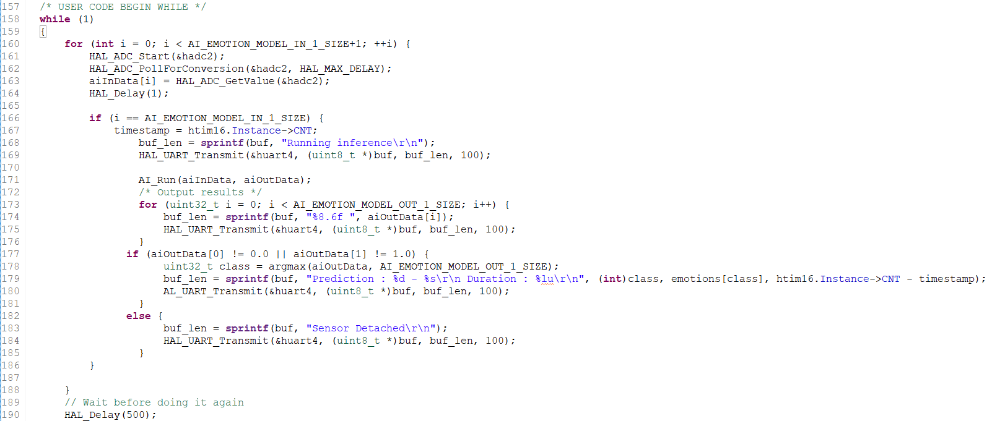 157 /* USER CODE BEGIN WHILE */
158 while (1)
159 {
160 for (int i = 0; i < AI_EMOTION_MODEL_IN_1_SIZE+1; ++i) {
161 HAL_ADC_Start(&hadc2);
162 HAL_ADC_PollForConversion(&hadc2, HAL_MAX_DELAY);
163 aiInData[i] = HAL_ADC_GetValue(&hadc2);
164 HAL_Delay(1);
165
166 if (i == AI_EMOTION_MODEL_IN_1_SIZE) {
167 timestamp = htim16.Instance->CNT;
168 buf_len = sprintf(buf, "Running inference\r\n");
169 HAL_UART_Transmit(&huart4, (uint8_t *)buf, buf_len, 100);
170
171 AI_Run(aiInData, aiOutData);
172 /* Output results */
173 for (uint32_t i = 0; i < AI_EMOTION_MODEL_OUT_1_SIZE; i++) {
174 buf_len = sprintf(buf, "%8.6f ", aiOutData[i]);
175 HAL_UART_Transmit(&huart4, (uint8_t *)buf, buf_len, 100);
176 }
177 if (aiOutData[0] != 0.0 || aiOutData[1] != 1.0) {
178 uint32_t class = argmax(aiOutData, AI_EMOTION_MODEL_OUT_1_SIZE);
179 buf_len = sprintf(buf, "Prediction : %d - %s\r\n Duration : %lu\r\n", (int)class, emotions[class], htim16.Instance->CNT - timestamp);
180 AL_UART_Transmit(&huart4, (uint8_t *)buf, buf_len, 100);
181 }
182 else {
183 buf_len = sprintf(buf, "Sensor Detached\r\n");
184 HAL_UART_Transmit(&huart4, (uint8_t *)buf, buf_len, 100);
185 }
186 }
187
188 }
189 // Wait before doing it again
190 HAL_Delay(500);